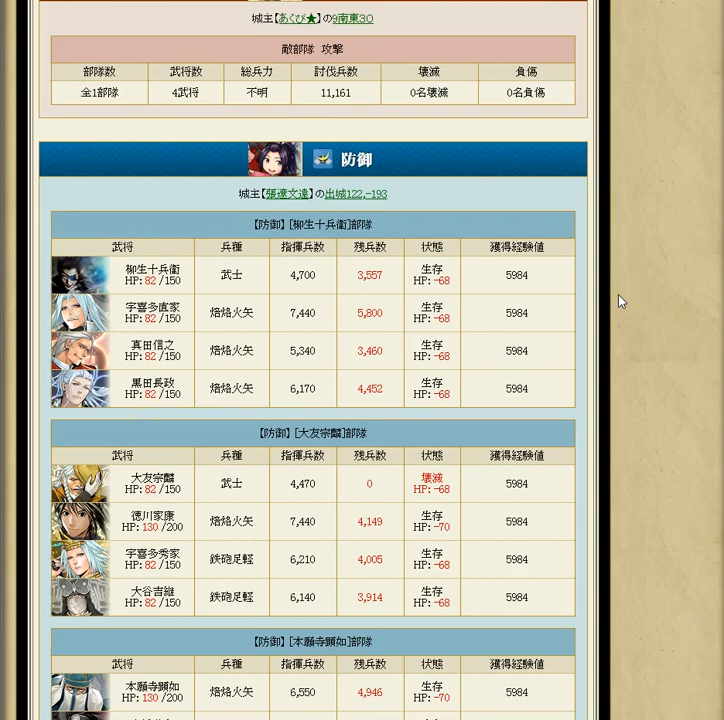 城主【あくび★】の9南東30
敵部隊 攻撃
部隊数 武将数 総兵力 討伐兵数 壊滅 負傷
全1部隊 4武将 不明 11,161 0名壊滅 0名負傷
防御
城主【張遼文遠】の出城122,-193
【防御】 [柳生十兵衛]部隊
武将 兵種 指揮兵数 残兵数 状態 獲得経験値
柳生十兵衛 HP: 82 /150 武士 4,700 3,557 生存 HP: -68 5984
宇喜多直家 HP: 82 /150 焙烙火矢 7,440 5,800 生存 HP: -68 5984
真田信之 HP: 82 /150 焙烙火矢 5,340 3,460 生存 HP: -68 5984
黒田長政 HP: 82 /150 焙烙火矢 6,170 4,452 生存 HP: -68 5984
【防御】 [大友宗麟]部隊
武将 兵種 指揮兵数 残兵数 状態 獲得経験値
大友宗麟 HP: 82 /150 武士 4,470 0 壊滅 HP: -68 5984
徳川家康 HP: 130 /200 焙烙火矢 7,440 4,149 生存 HP: -70 5984
宇喜多秀家 HP: 82 /150 鉄砲足軽 6,210 4,005 生存 HP: -68 5984
大谷吉継 HP: 82 /150 鉄砲足軽 6,140 3,914 生存 HP: -68 5984
【防御】 [本願寺顕如]部隊
武将 兵種 指揮兵数 残兵数 状態 獲得経験値
本願寺顕如 HP: 130 /200 焙烙火矢 6,550 4,946 生存 HP: -70 5984